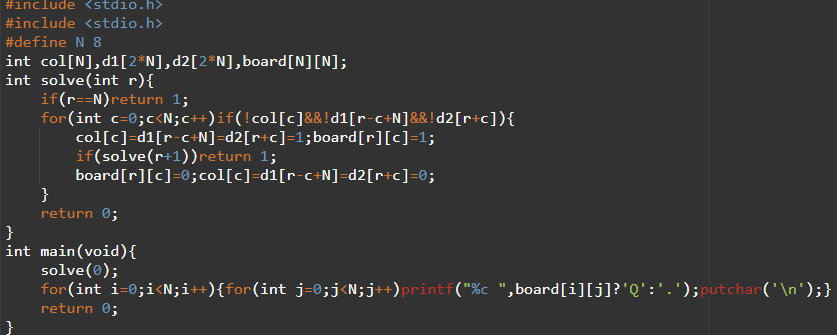 #include <stdio.h>
#include <stdio.h>
#define N 8
int col[N],d1[2*N],d2[2*N],board[N][N];
int solve(int r){
    if(r==N)return 1;
    for(int c=0;c<N;c++)if(!col[c]&&!d1[r-c+N]&&!d2[r+c]){
        col[c]=d1[r-c+N]=d2[r+c]=1;board[r][c]=1;
        if(solve(r+1))return 1;
        board[r][c]=0;col[c]=d1[r-c+N]=d2[r+c]=0;
    }
    return 0;
}
int main(void){
    solve(0);
    for(int i=0;i<N;i++){for(int j=0;j<N;j++)printf("%c ",board[i][j]?'Q':'.');putchar('\n');}
    return 0;
}